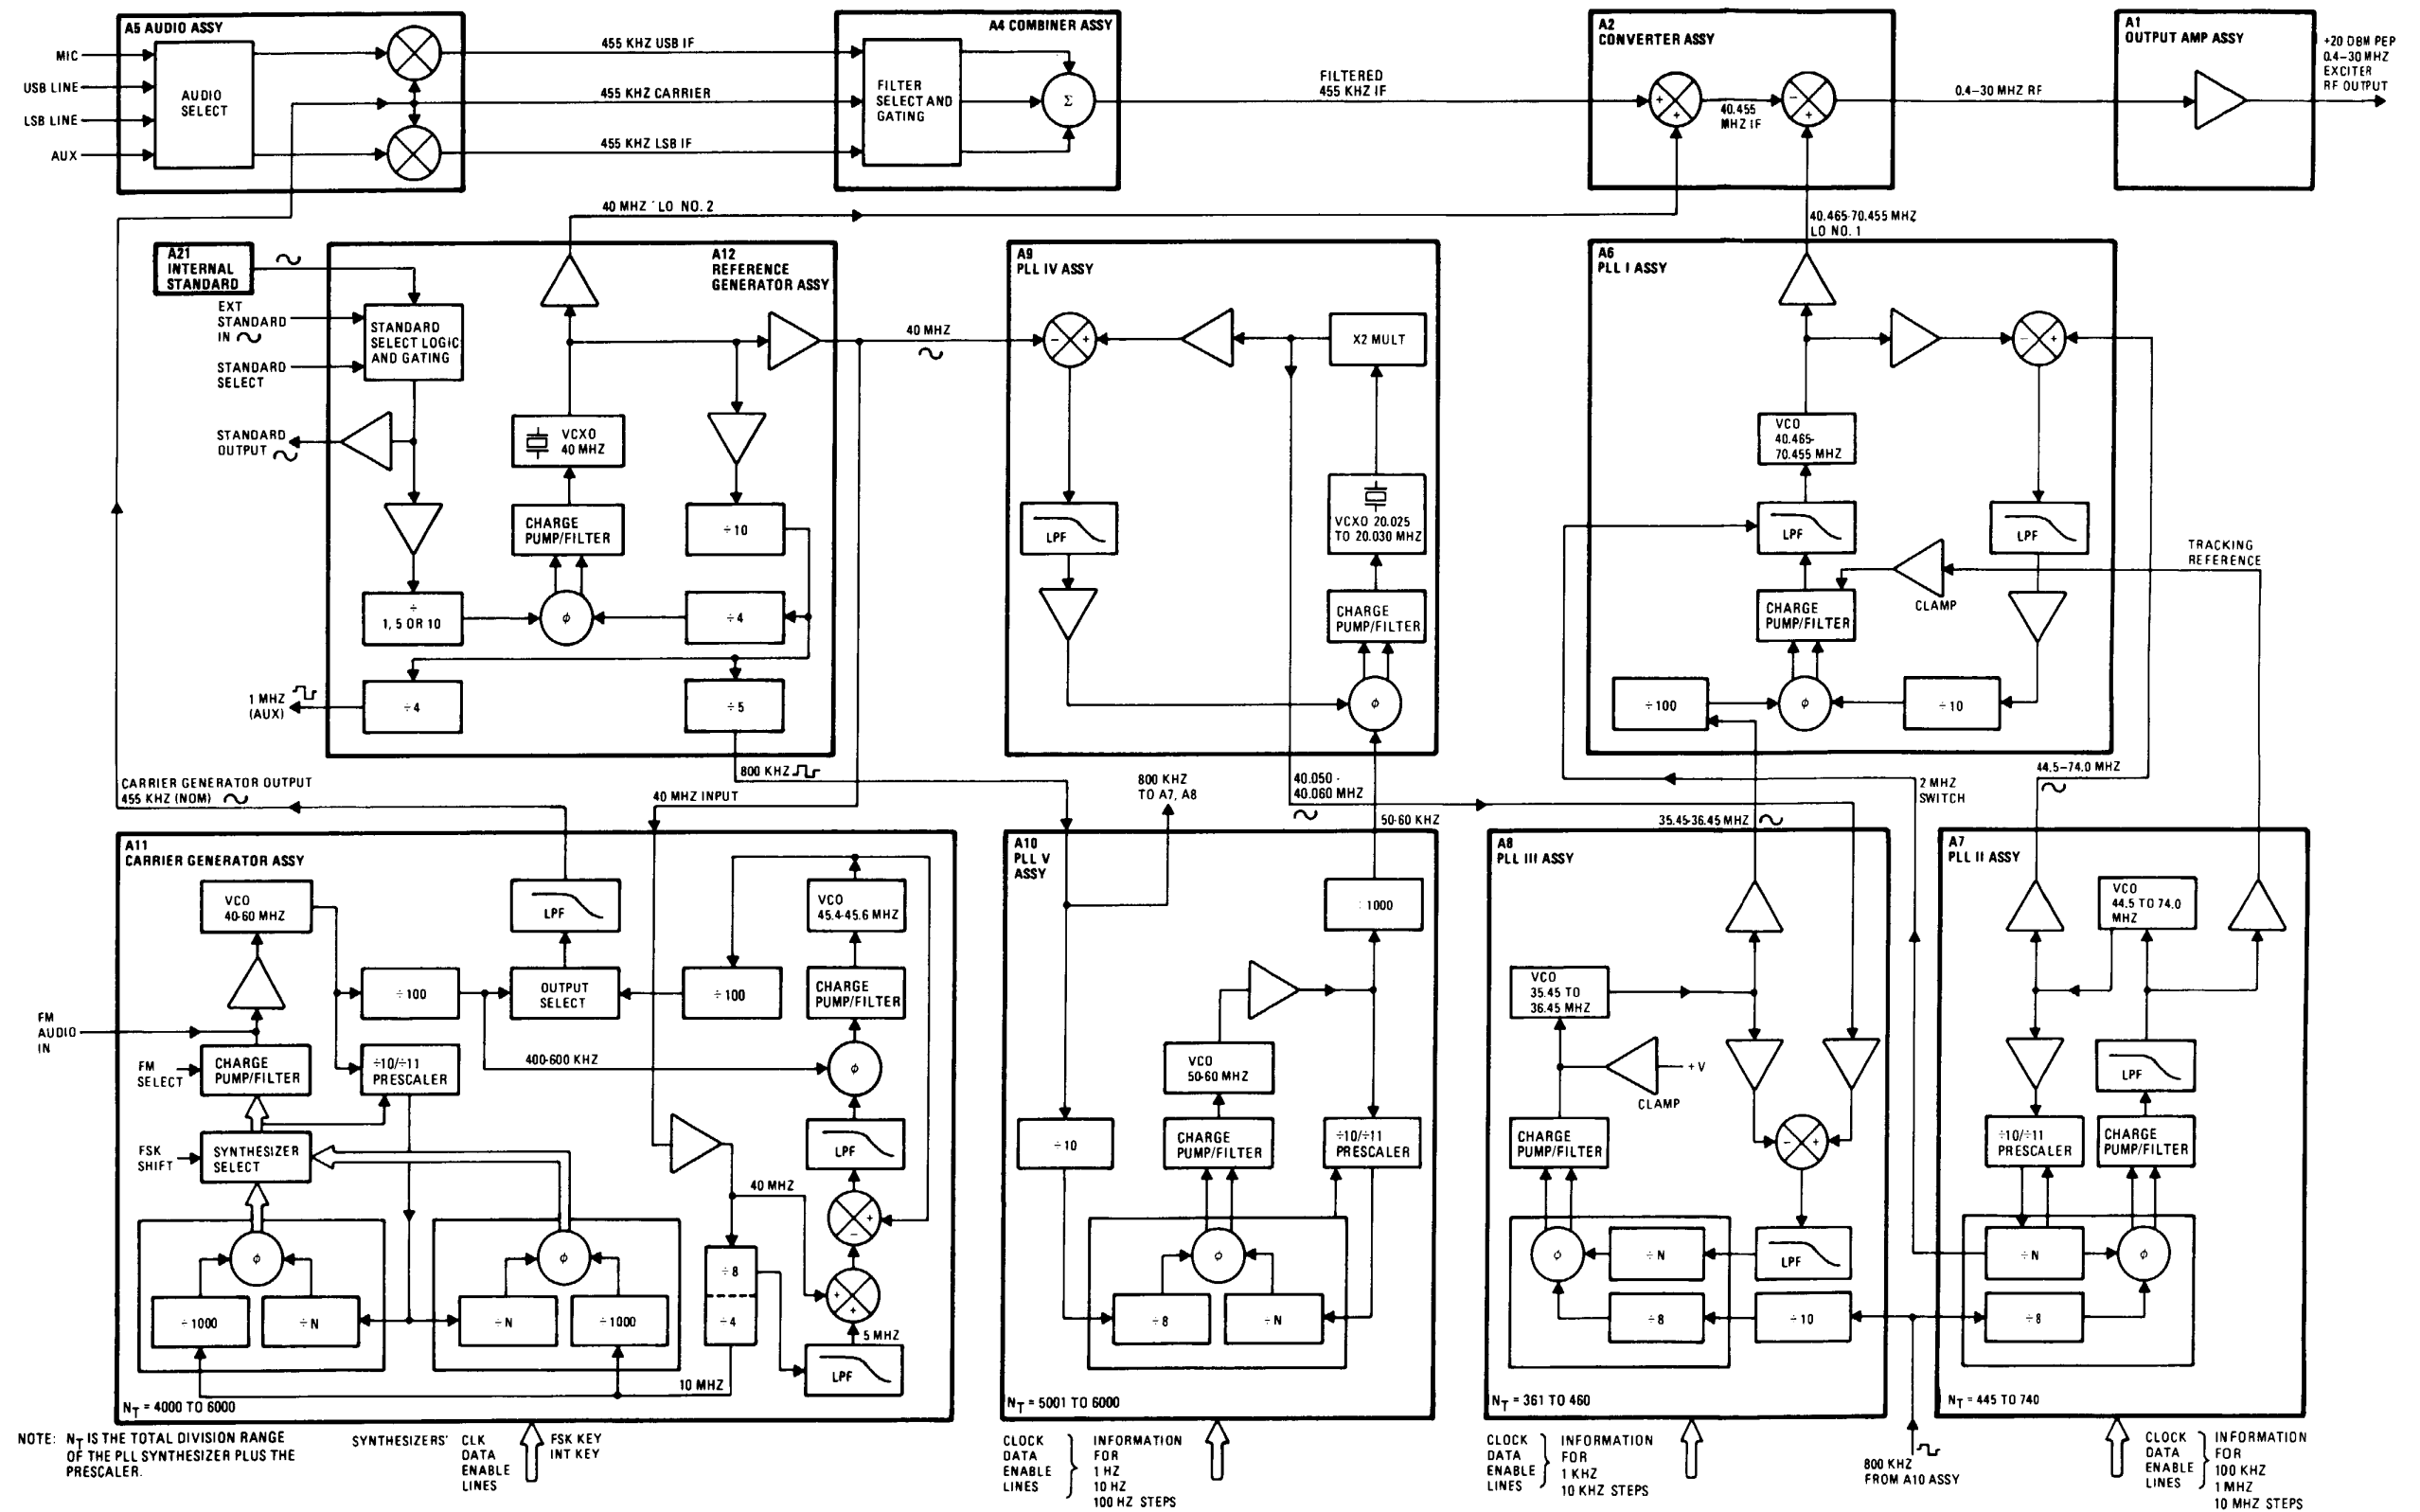 A5 AUDIO ASSY
MIC
USB LINE
LSB LINE
AUX
AUDIO
SELECT
455 KHZ USB IF
455 KHZ CARRIER
455 KHZ LSB IF
A4 COMBINER ASSY
FILTER
SELECT AND
GATING
Σ
FILTERED
455 KHZ IF
A2
CONVERTER ASSY
+
+
40.455
MHZ IF
-
+
0.4-30 MHZ RF
A1
OUTPUT AMP ASSY
+20 DBM PEP
0.4-30 MHZ
EXCITER
RF OUTPUT
40 MHZ LO NO. 2
40.465-70.455 MHZ
LO NO. 1
A21
INTERNAL
STANDARD
EXT
STANDARD
IN
STANDARD
SELECT
STANDARD
OUTPUT
A12
REFERENCE
GENERATOR ASSY
STANDARD
SELECT LOGIC
AND GATING
VCXO
40 MHZ
CHARGE
PUMP/FILTER
÷10
÷
1, 5 OR 10
φ
÷4
÷4
÷5
1 MHZ
(AUX)
40 MHZ
A9
PLL IV ASSY
-
+
X2 MULT
LPF
VCXO 20.025
TO 20.030 MHZ
CHARGE
PUMP/FILTER
φ
A6
PLL I ASSY
-
+
VCO
40.465-
70.455 MHZ
LPF
LPF
CHARGE
PUMP/FILTER
CLAMP
÷100
φ
÷10
TRACKING
REFERENCE
CARRIER GENERATOR OUTPUT
455 KHZ (NOM)
800 KHZ
40 MHZ INPUT
800 KHZ
TO A7, A8
40.050 -
40.060 MHZ
50-60 KHZ
35.45-36.45 MHZ
2 MHZ
SWITCH
44.5-74.0 MHZ
A11
CARRIER GENERATOR ASSY
VCO
40-60 MHZ
LPF
VCO
45.4-45.6 MHZ
÷100
OUTPUT
SELECT
÷100
CHARGE
PUMP/FILTER
FM
AUDIO
IN
FM
SELECT
CHARGE
PUMP/FILTER
÷10/÷11
PRESCALER
400-600 KHZ
φ
FSK
SHIFT
SYNTHESIZER
SELECT
LPF
40 MHZ
+
-
φ
φ
÷8
÷4
+
+
÷1000
÷N
÷N
÷1000
5 MHZ
LPF
10 MHZ
NT = 4000 TO 6000
A10
PLL V
ASSY
: 1000
VCO
50-60 MHZ
÷10
CHARGE
PUMP/FILTER
÷10/÷11
PRESCALER
φ
÷8
÷N
NT = 5001 TO 6000
A8
PLL III ASSY
VCO
35.45 TO
36.45 MHZ
+V
CLAMP
CHARGE
PUMP/FILTER
-
+
φ
÷N
LPF
÷8
÷10
NT = 361 TO 460
A7
PLL II ASSY
VCO
44.5 TO 74.0
MHZ
LPF
÷10/÷11
PRESCALER
CHARGE
PUMP/FILTER
÷N
φ
÷8
NT = 445 TO 740
NOTE: NT IS THE TOTAL DIVISION RANGE
OF THE PLL SYNTHESIZER PLUS THE
PRESCALER.
SYNTHESIZERS'
CLK
DATA
ENABLE
LINES
FSK KEY
INT KEY
CLOCK
DATA
ENABLE
LINES
INFORMATION
FOR
1 HZ
10 HZ
100 HZ STEPS
CLOCK
DATA
ENABLE
LINES
INFORMATION
FOR
1 KHZ
10 KHZ STEPS
800 KHZ
FROM A10 ASSY
CLOCK
DATA
ENABLE
LINES
INFORMATION
FOR
100 KHZ
1 MHZ
10 MHZ STEPS